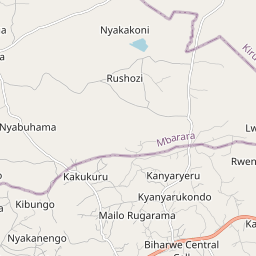 Nyakakoni
Rushozi
Nyabuhama
Mbarara
Kakukuru
Kanyaryeru
Kyanyarukondo
Kibungo
Mailo Rugarama
Nyakanengo
Biharwe Central